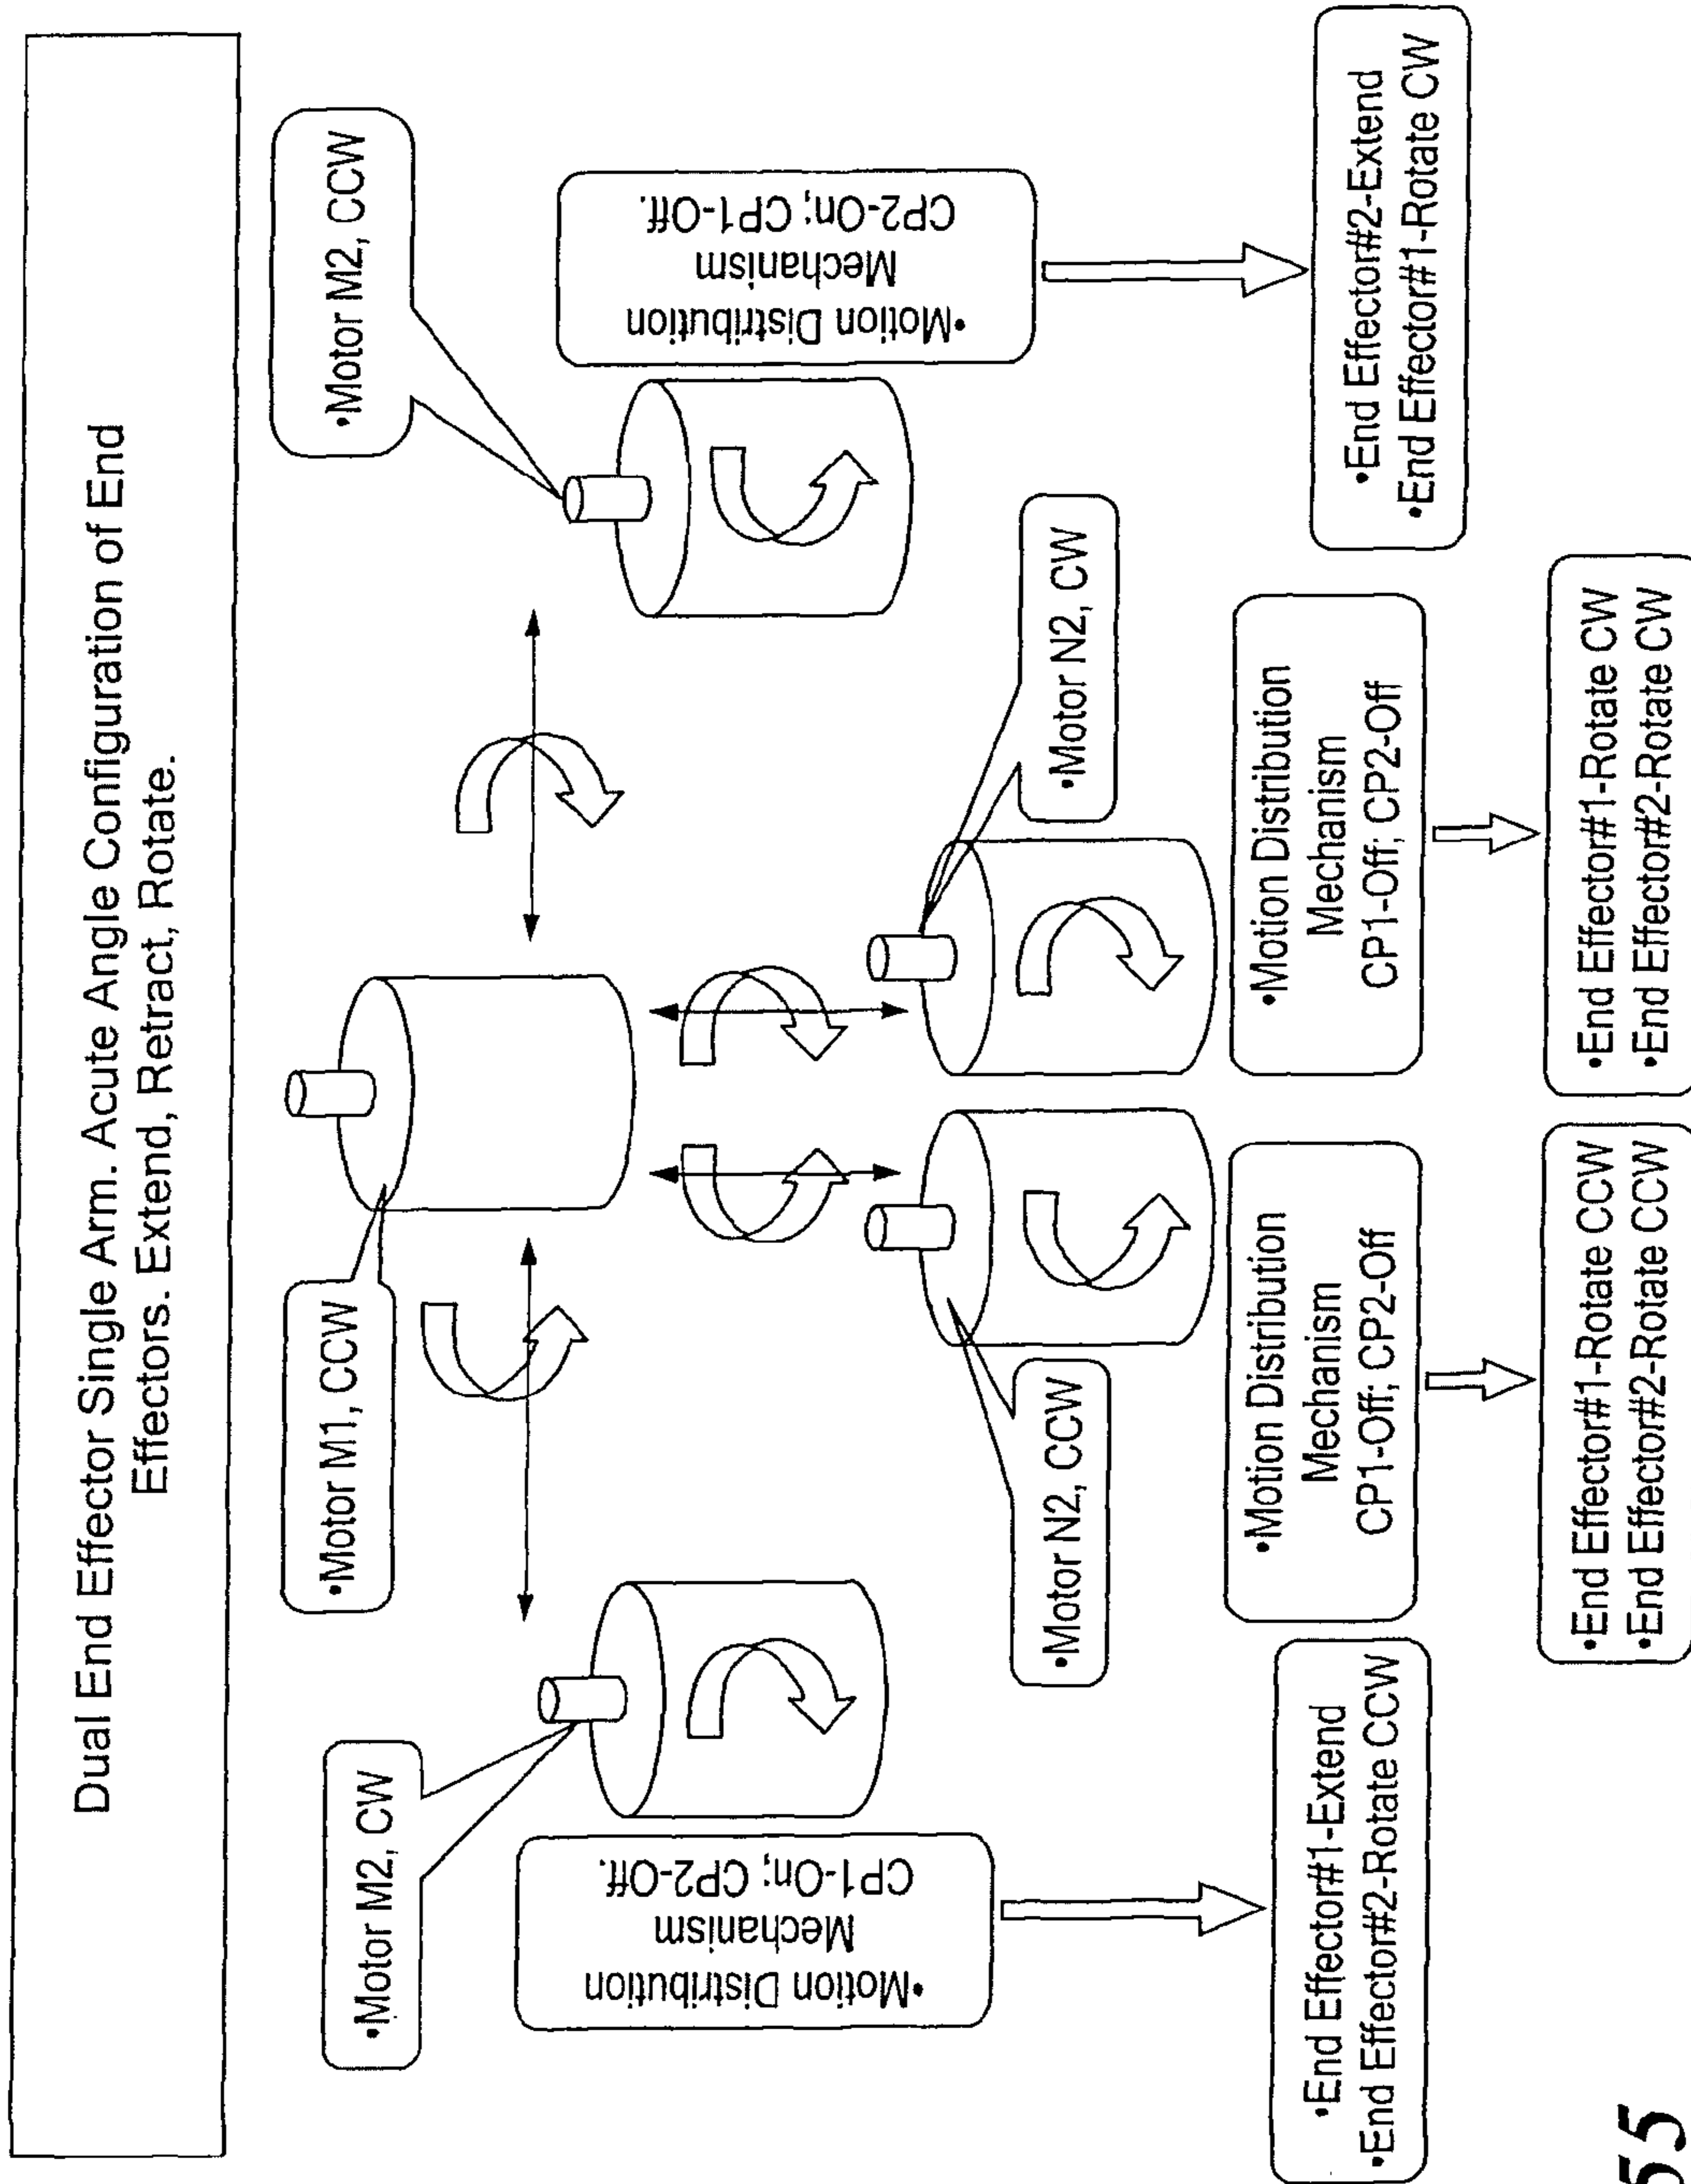 Dual End Effector Single Arm. Acute Angle Configuration of End
Effectors. Extend, Retract, Rotate.
•Motor M2, CW
•Motor M1, CCW
•Motor M2, CCW
•Motion Distribution
Mechanism
CP1-On; CP2-Off.
•Motion Distribution
Mechanism
CP2-On; CP1-Off.
•Motor N2, CCW
•Motor N2, CW
•Motion Distribution
Mechanism
CP1-Off; CP2-Off
•Motion Distribution
Mechanism
CP1-Off; CP2-Off
•End Effector#1-Extend
•End Effector#2-Rotate CCW
•End Effector#1-Rotate CCW
•End Effector#2-Rotate CCW
•End Effector#1-Rotate CW
•End Effector#2-Rotate CW
•End Effector#2-Extend
•End Effector#1-Rotate CW
55